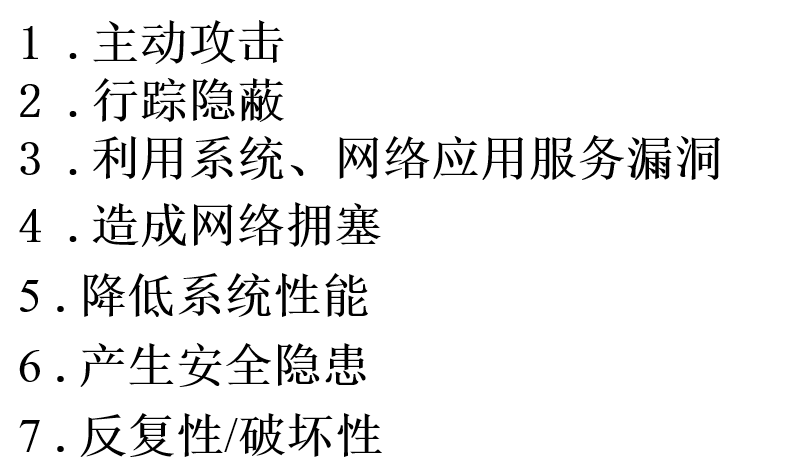 1 .主动攻击
2 .行踪隐蔽
3 .利用系统、网络应用服务漏洞
4 .造成网络拥塞
5 .降低系统性能
6 .产生安全隐患
7 .反复性/破坏性